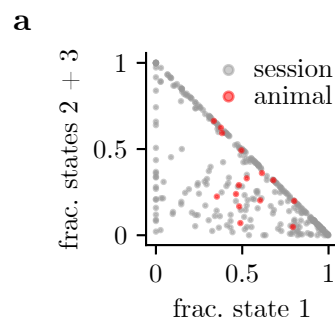 a
session
animal
frac. states 2 + 3
1
0.5
0
0
0.5
1
frac. state 1